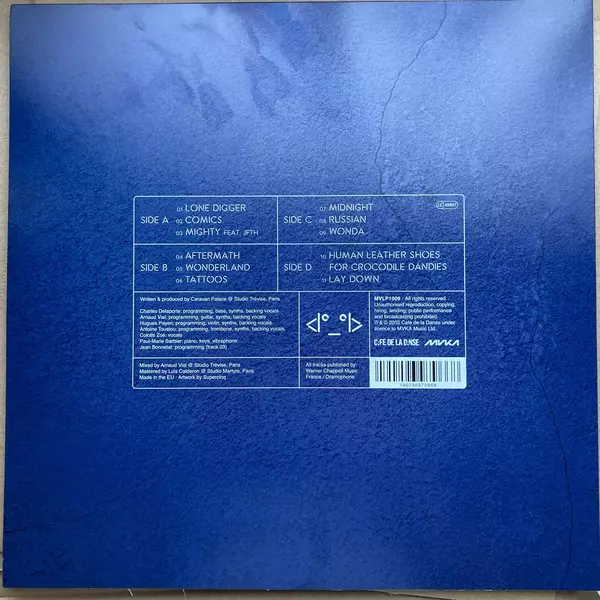 SIDE A
01 LONE DIGGER
02 COMICS
03 MIGHTY FEAT. JFTH
SIDE C
07 MIDNIGHT
08 RUSSIAN
09 WONDA
SIDE B
04 AFTERMATH
05 WONDERLAND
06 TATTOOS
SIDE D
10 HUMAN LEATHER SHOES
FOR CROCODILE DANDIES
11 LAY DOWN
Written & produced by Caravan Palace @ Studio Trévise, Paris
Charles Delaporte: programming, bass, synths, backing vocals
Arnaud Vial: programming, guitar, synths, backing vocals
Hugues Payen: programming, violin, synths, backing vocals
Antoine Toustou: programming, trombone, synths, backing vocals
Colotis Zoé: vocals
Paul-Marie Barbier: piano, keys, vibraphone
Jean Bonnetat: programming [track 03]
<|°_°|>
MVLP1009 - All rights reserved
Unauthorised reproduction, copying,
hiring, lending, public performance
and broadcasting prohibited.
℗ & © 2015 Café de la Danse under
licence to MVKA Music Ltd.
CAFE DE LA DANSE
MVKA
Mixed by Arnaud Vial @ Studio Trévise, Paris
Mastered by Luis Calderon @ Studio Martyrs, Paris
Made in the EU - Artwork by Supercinq
All tracks published by
Warner Chappell Music
France / Dramophone